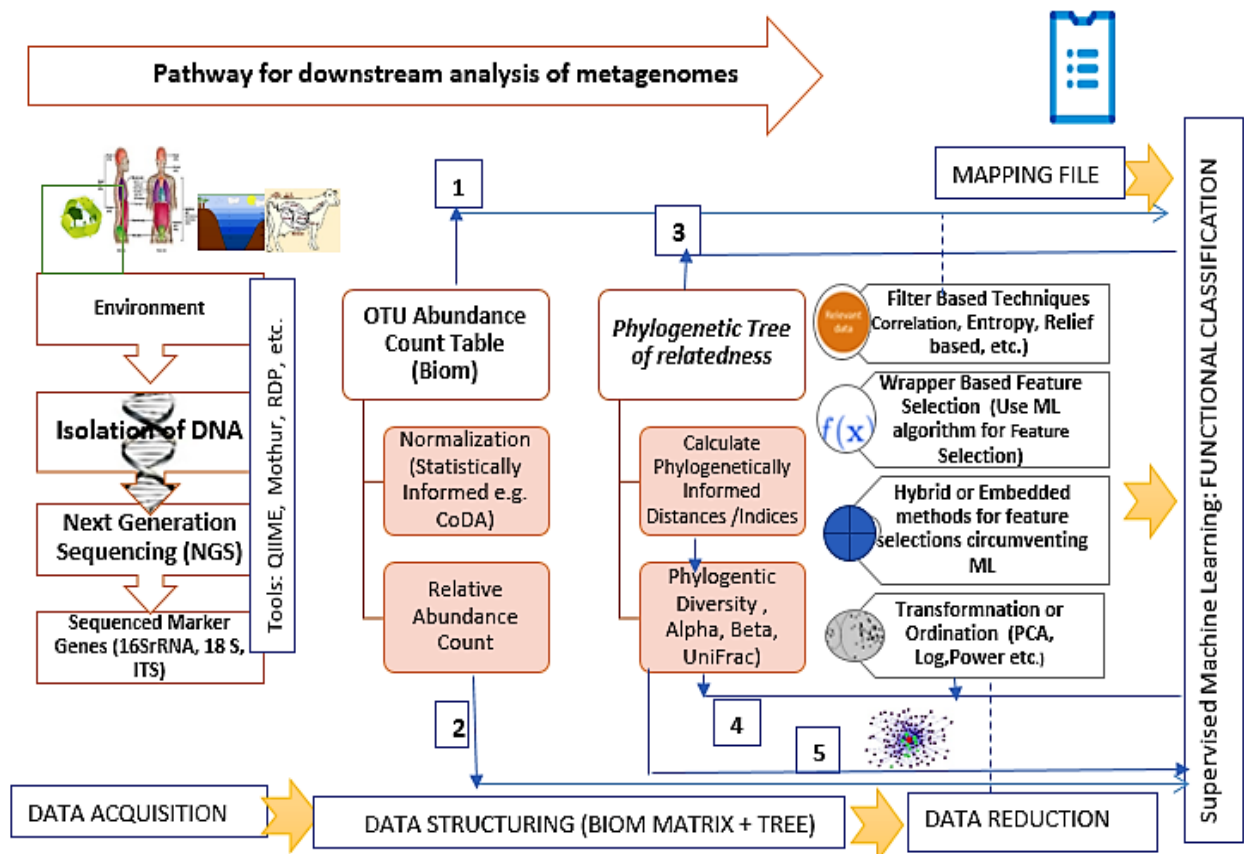 Pathway for downstream analysis of metagenomes
MAPPING FILE
1
3
Environment
Isolation of DNA
Next Generation
Sequencing (NGS)
Sequenced Marker
Genes (16SrRNA, 18 S,
ITS)
Tools: QIIME, Mothur, RDP, etc.
OTU Abundance
Count Table
(Biom)
Normalization
(Statistically
Informed e.g.
CoDA)
Relative
Abundance
Count
2
Phylogenetic Tree
of relatedness
Calculate
Phylogenetically
Informed
Distances /Indices
Phylogentic
Diversity ,
Alpha, Beta,
UniFrac)
4
5
Relevant
data
Filter Based Techniques
Correlation, Entropy, Relief
based, etc.)
f(x)
Wrapper Based Feature
Selection (Use ML
algorithm for Feature
Selection)
Hybrid or Embedded
methods for feature
selections circumventing
ML
Transformnation or
Ordination (PCA,
Log,Power etc.)
Supervised Machine Learning: FUNCTIONAL CLASSIFICATION
DATA ACQUISITION
DATA STRUCTURING (BIOM MATRIX + TREE)
DATA REDUCTION